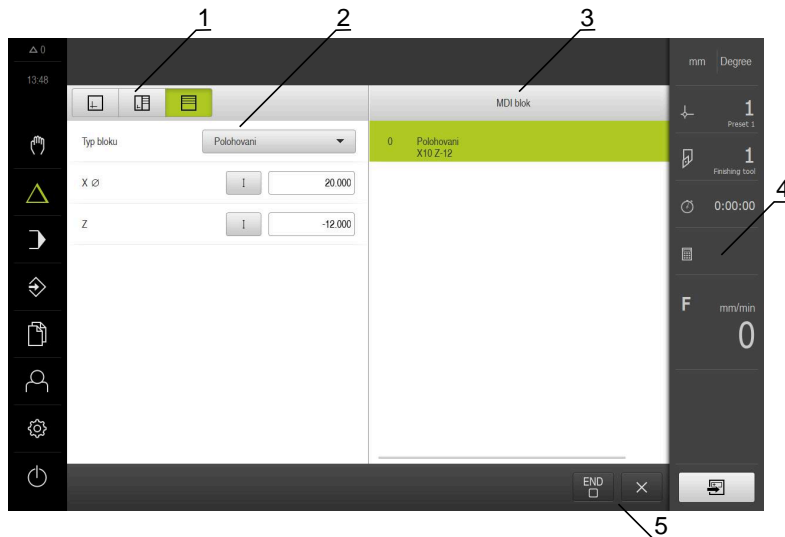 1
2
3
0
13:48
mm Degree
MDI blok
Typ bloku
Polohovani
0 Polohovani
X10 Z-12
1
Preset 1
1
Finishing tool
X ⌀
I
20.000
4
0:00:00
Z
I
-12.000
F mm/min
0
END
5